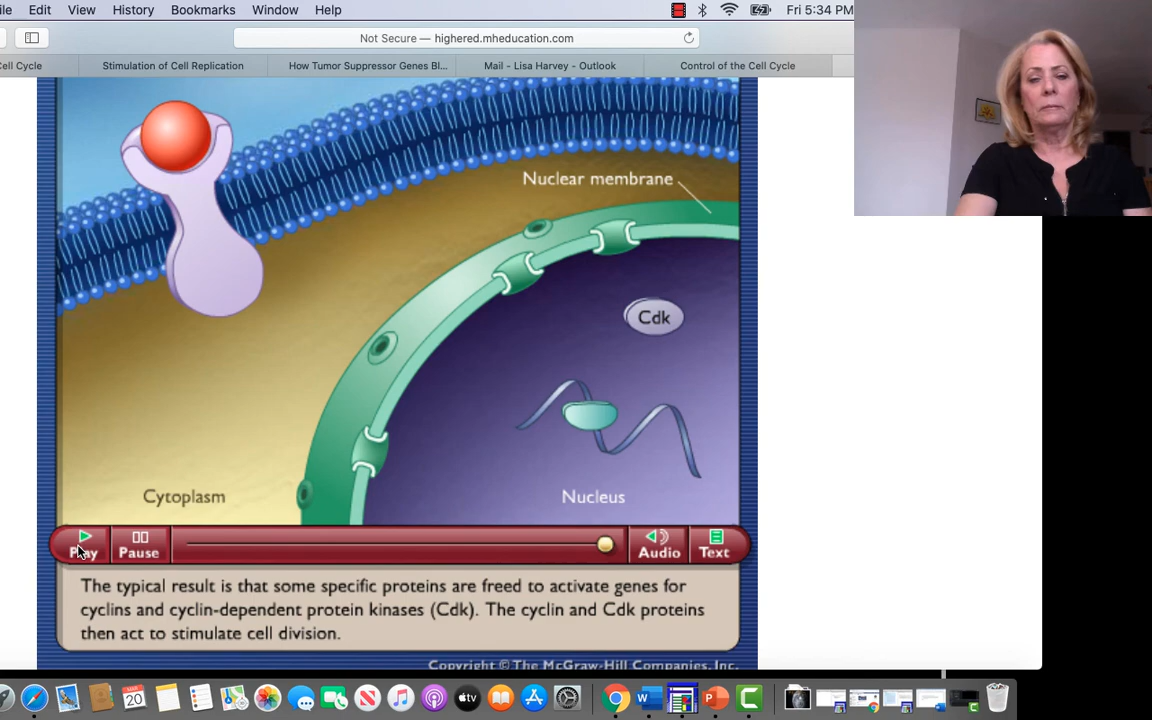 ile Edit View History Bookmarks Window Help Fri 5:34 PM
Not Secure — highered.mheducation.com
Cell Cycle Stimulation of Cell Replication How Tumor Suppressor Genes Bl... Mail - Lisa Harvey - Outlook Control of the Cell Cycle
Nuclear membrane
Cdk
Cytoplasm Nucleus
Play Pause Audio Text
The typical result is that some specific proteins are freed to activate genes for
cyclins and cyclin-dependent protein kinases (Cdk). The cyclin and Cdk proteins
then act to stimulate cell division.
Copyright © The McGraw-Hill Companies, Inc.
MAR
20
tv